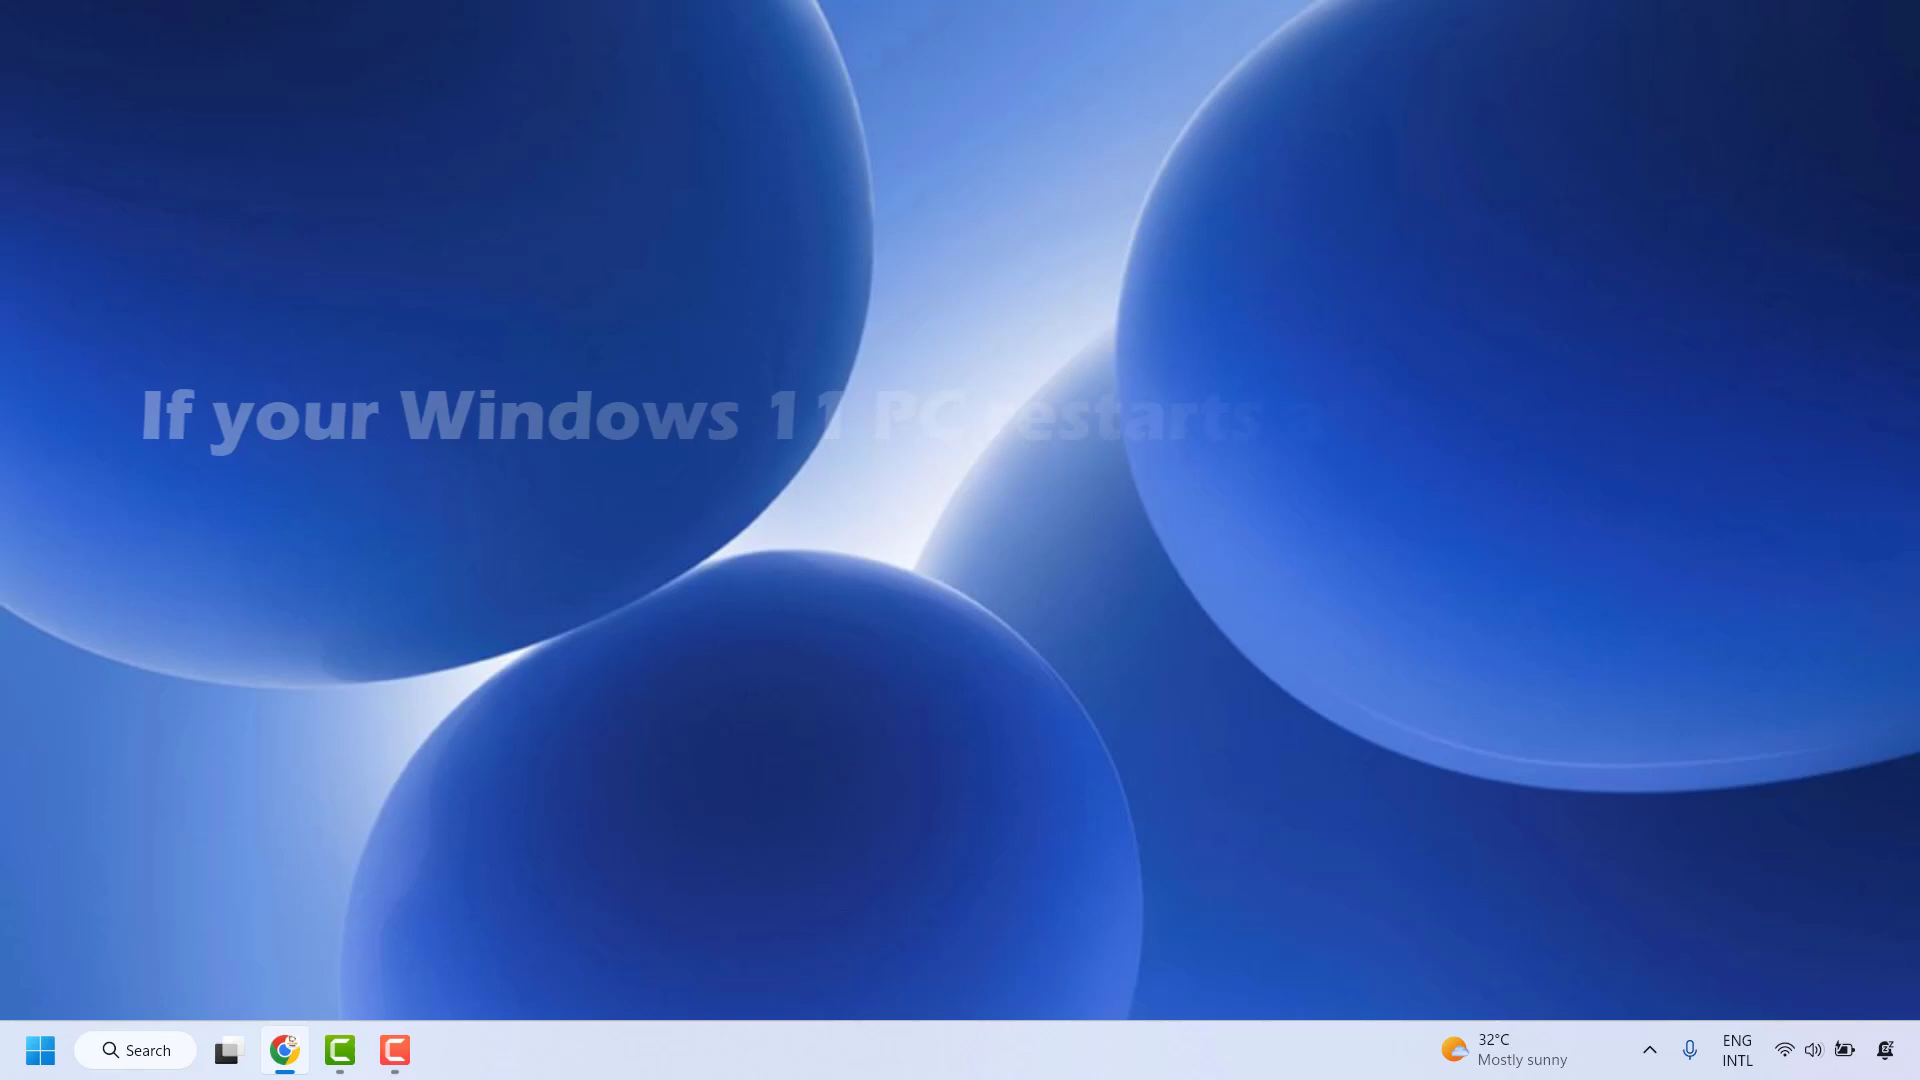 If your Windows 11 PC restarts a
Search
32°C
Mostly sunny
ENG
INTL